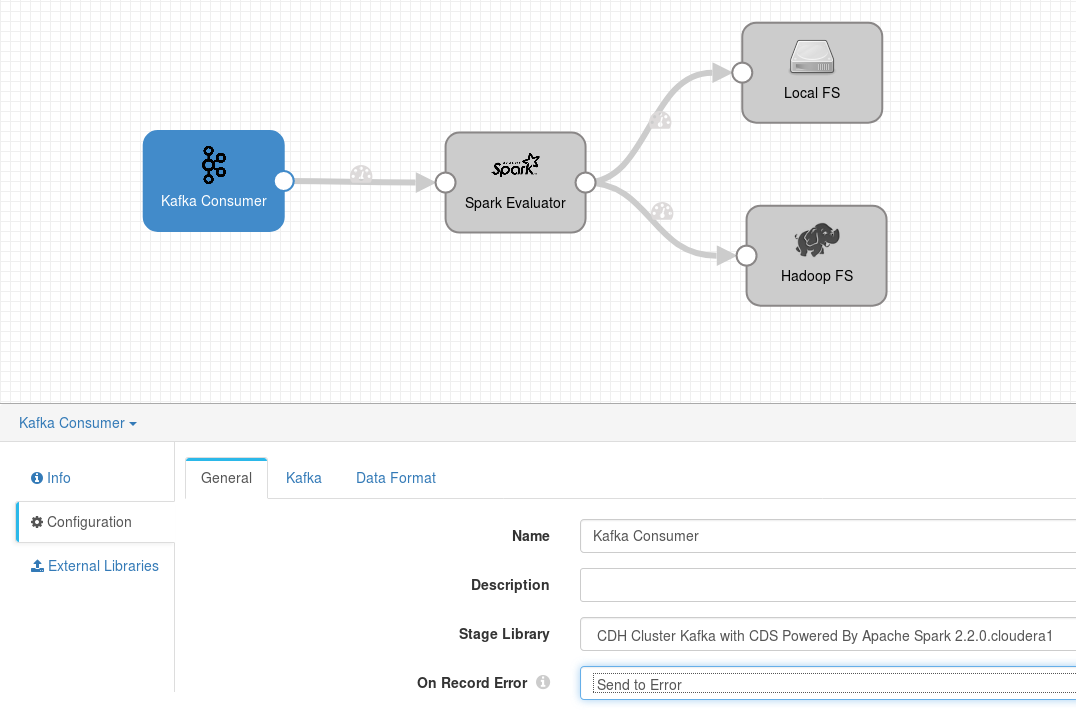 Local FS
Kafka Consumer
Spark
Spark Evaluator
Hadoop FS
Kafka Consumer
Info
General
Kafka
Data Format
Configuration
Name
Kafka Consumer
External Libraries
Description
Stage Library
CDH Cluster Kafka with CDS Powered By Apache Spark 2.2.0.cloudera1
On Record Error
Send to Error